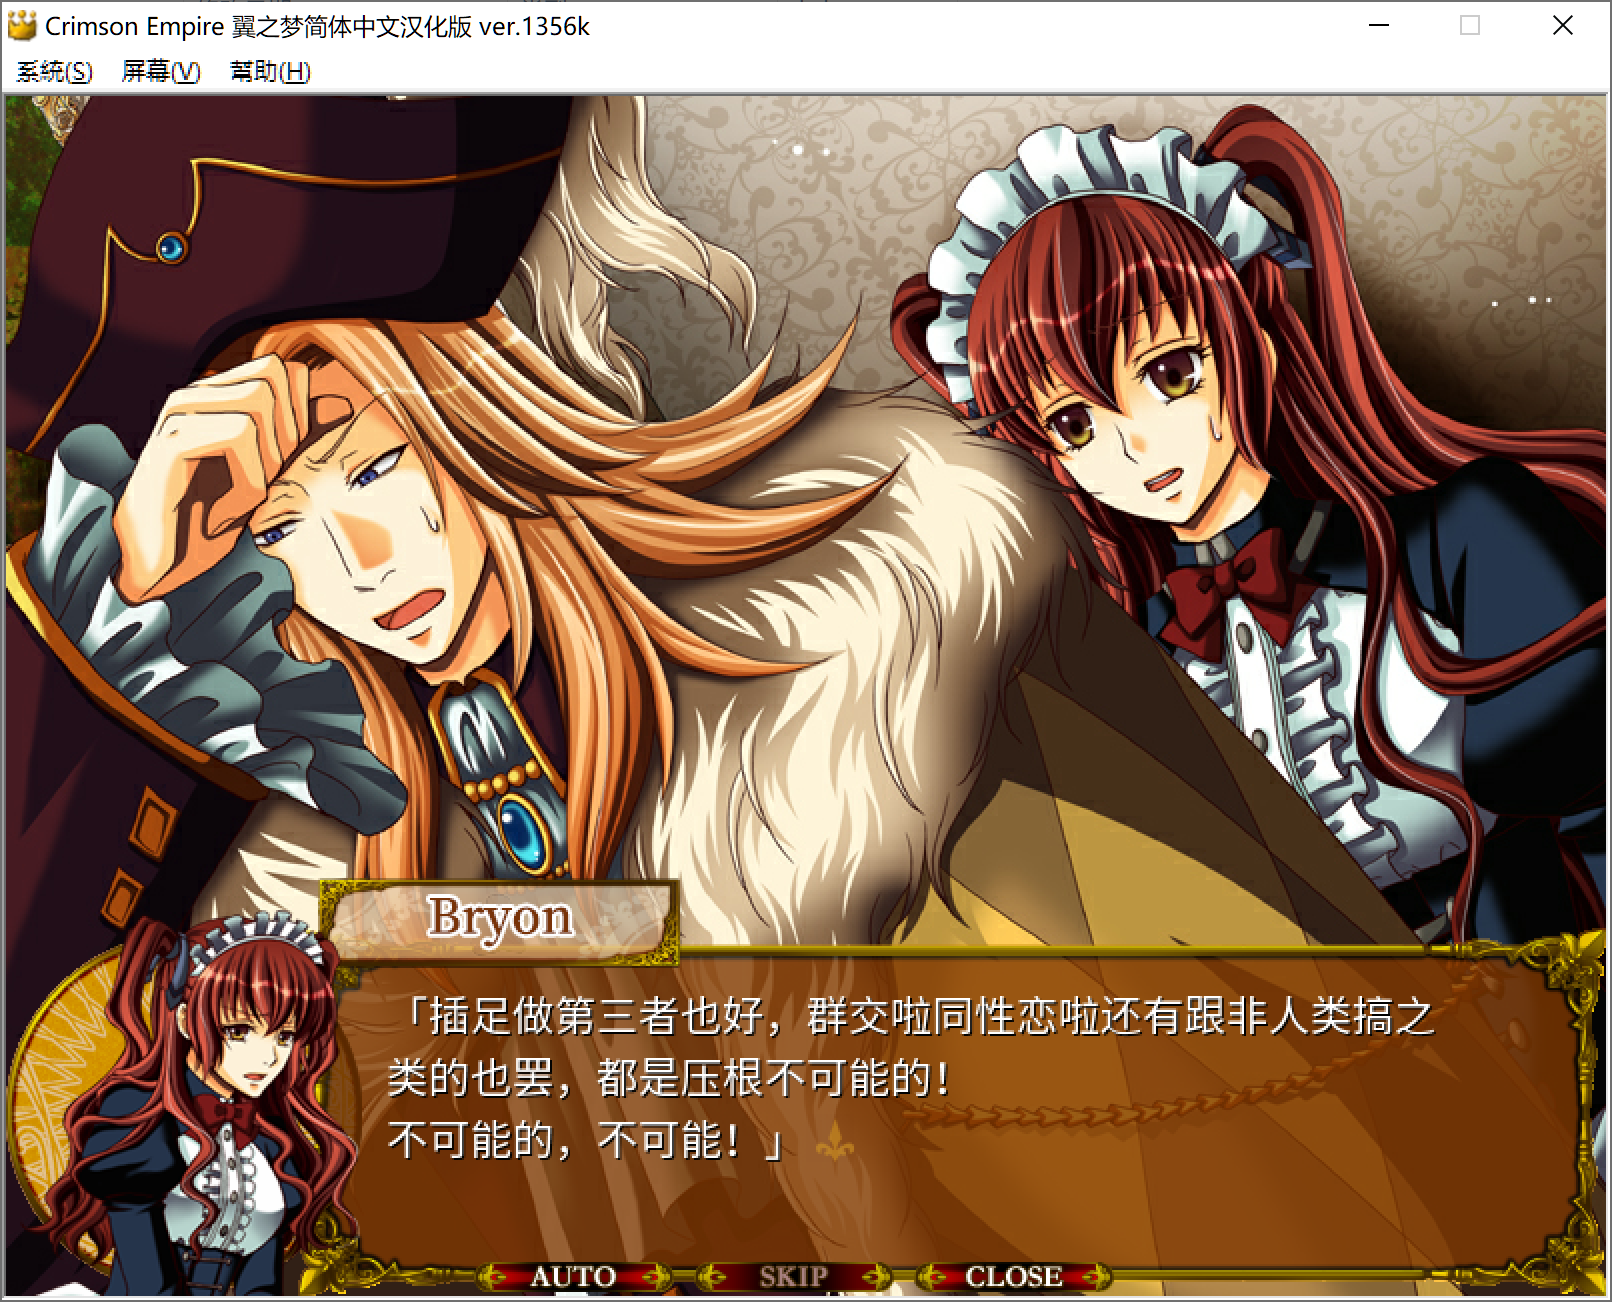 Crimson Empire 翼之梦简体中文汉化版 ver.1356k
系統(S) 屏幕(V) 幫助(H)
Bryon
「插足做第三者也好，群交啦同性恋啦还有跟非人类搞之
类的也罢，都是压根不可能的！
不可能的，不可能！」
AUTO SKIP CLOSE